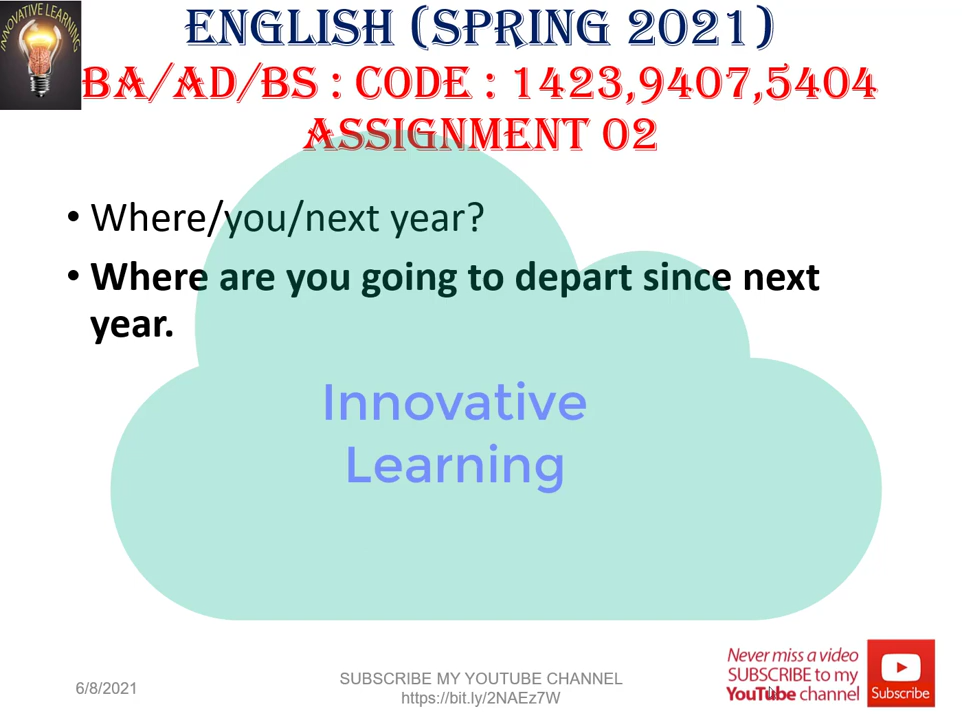 INNOVATIVE LEARNING
ENGLISH (SPRING 2021)
BA/AD/BS : CODE : 1423,9407,5404
ASSIGNMENT 02
• Where/you/next year?
• Where are you going to depart since next
year.
Innovative
Learning
6/8/2021
SUBSCRIBE MY YOUTUBE CHANNEL
https://bit.ly/2NAEz7W
Never miss a video
SUBSCRIBE to my
YouTube channel
Subscribe